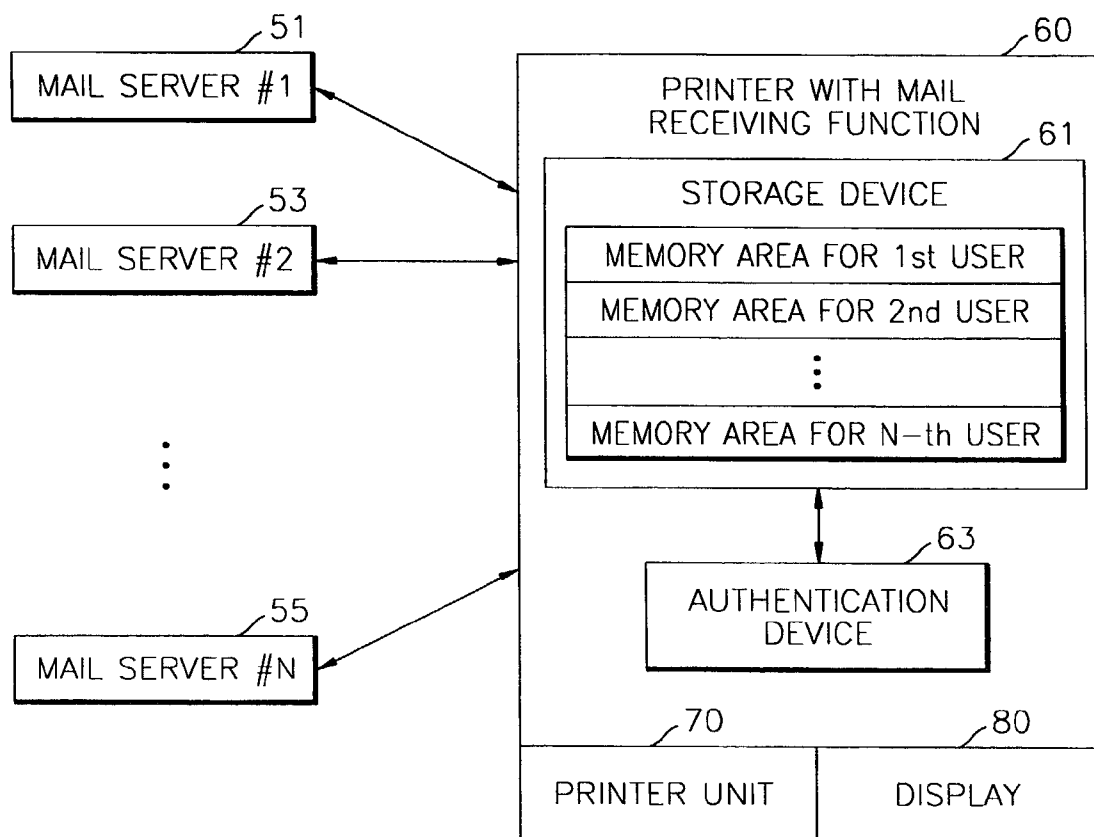 51
MAIL SERVER #1
53
MAIL SERVER #2
55
MAIL SERVER #N
60
PRINTER WITH MAIL
RECEIVING FUNCTION
61
STORAGE DEVICE
MEMORY AREA FOR 1st USER
MEMORY AREA FOR 2nd USER
MEMORY AREA FOR N-th USER
63
AUTHENTICATION
DEVICE
70
PRINTER UNIT
80
DISPLAY